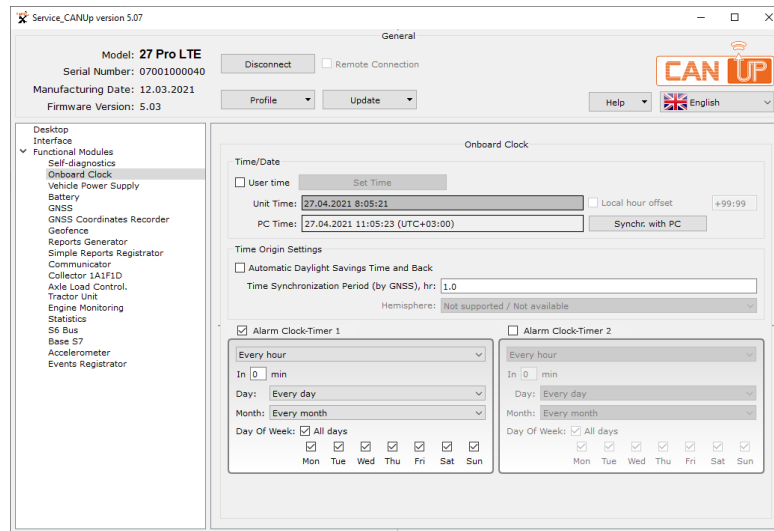 Service_CANUp version 5.07
General
Model: 27 Pro LTE
Serial Number: 07001000040
Manufacturing Date: 12.03.2021
Firmware Version: 5.03
Disconnect
Remote Connection
Profile
Update
CAN UP
Help
English
Desktop
Interface
Functional Modules
Self-diagnostics
Onboard Clock
Vehicle Power Supply
Battery
GNSS
GNSS Coordinates Recorder
Geofence
Reports Generator
Simple Reports Registrator
Communicator
Collector 1A1F1D
Axle Load Control.
Tractor Unit
Engine Monitoring
Statistics
S6 Bus
Base S7
Accelerometer
Events Registrator
Onboard Clock
Time/Date
User time
Set Time
Unit Time: 27.04.2021 8:05:21
Local hour offset
+99:99
PC Time: 27.04.2021 11:05:23 (UTC+03:00)
Synchr. with PC
Time Origin Settings
Automatic Daylight Savings Time and Back
Time Synchronization Period (by GNSS), hr: 1.0
Hemisphere: Not supported / Not available
Alarm Clock-Timer 1
Every hour
In 0 min
Day: Every day
Month: Every month
Day Of Week: All days
Mon Tue Wed Thu Fri Sat Sun
Alarm Clock-Timer 2
Every hour
In 0 min
Day: Every day
Month: Every month
Day Of Week: All days
Mon Tue Wed Thu Fri Sat Sun